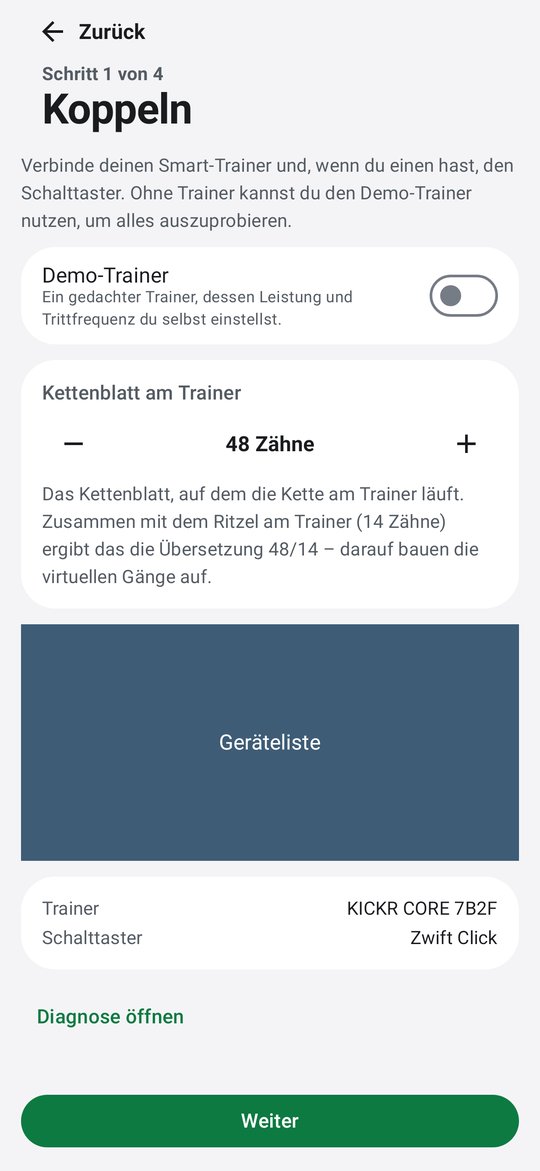 Zurück
Schritt 1 von 4
Koppeln
Verbinde deinen Smart-Trainer und, wenn du einen hast, den
Schalttaster. Ohne Trainer kannst du den Demo-Trainer
nutzen, um alles auszuprobieren.
Demo-Trainer
Ein gedachter Trainer, dessen Leistung und
Trittfrequenz du selbst einstellst.
Kettenblatt am Trainer
− 48 Zähne +
Das Kettenblatt, auf dem die Kette am Trainer läuft.
Zusammen mit dem Ritzel am Trainer (14 Zähne)
ergibt das die Übersetzung 48/14 – darauf bauen die
virtuellen Gänge auf.
Geräteliste
Trainer KICKR CORE 7B2F
Schalttaster Zwift Click
Diagnose öffnen
Weiter